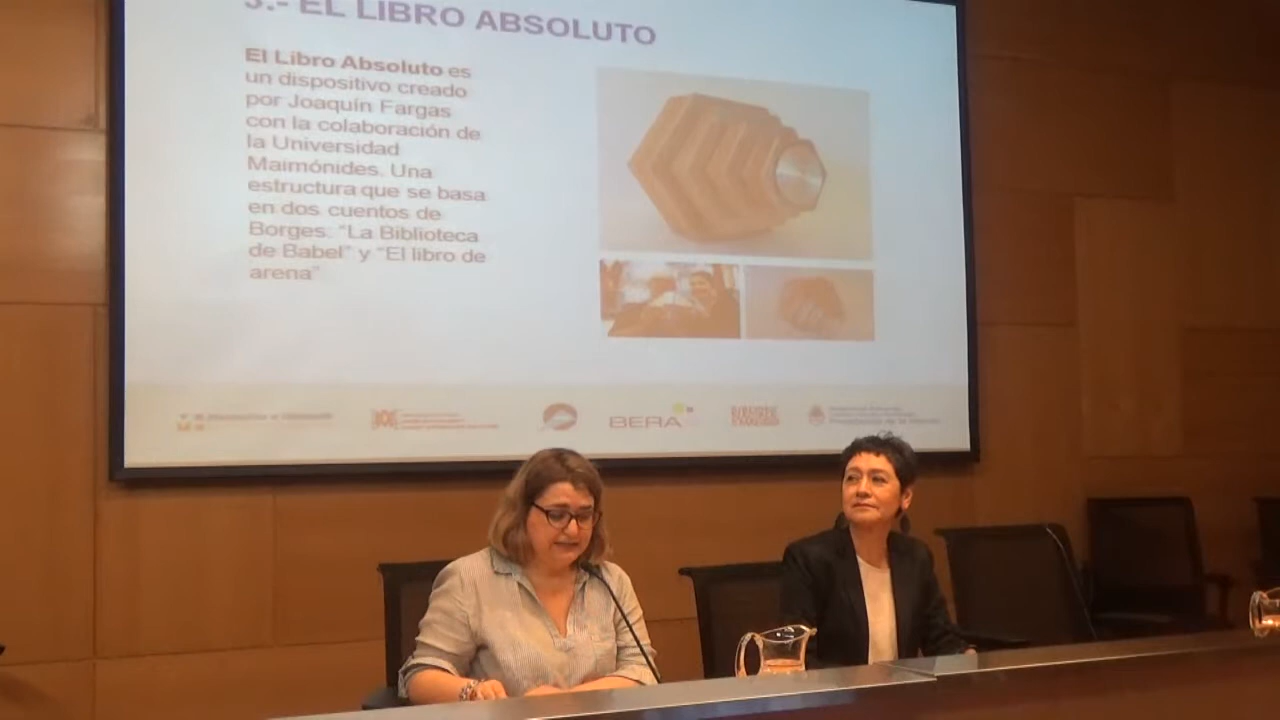 3.- EL LIBRO ABSOLUTO
El Libro Absoluto es
un dispositivo creado
por Joaquín Fargas
con la colaboración de
la Universidad
Maimónides. Una
estructura que se basa
en dos cuentos de
Borges: “La Biblioteca
de Babel” y “El libro de
arena”
BERA